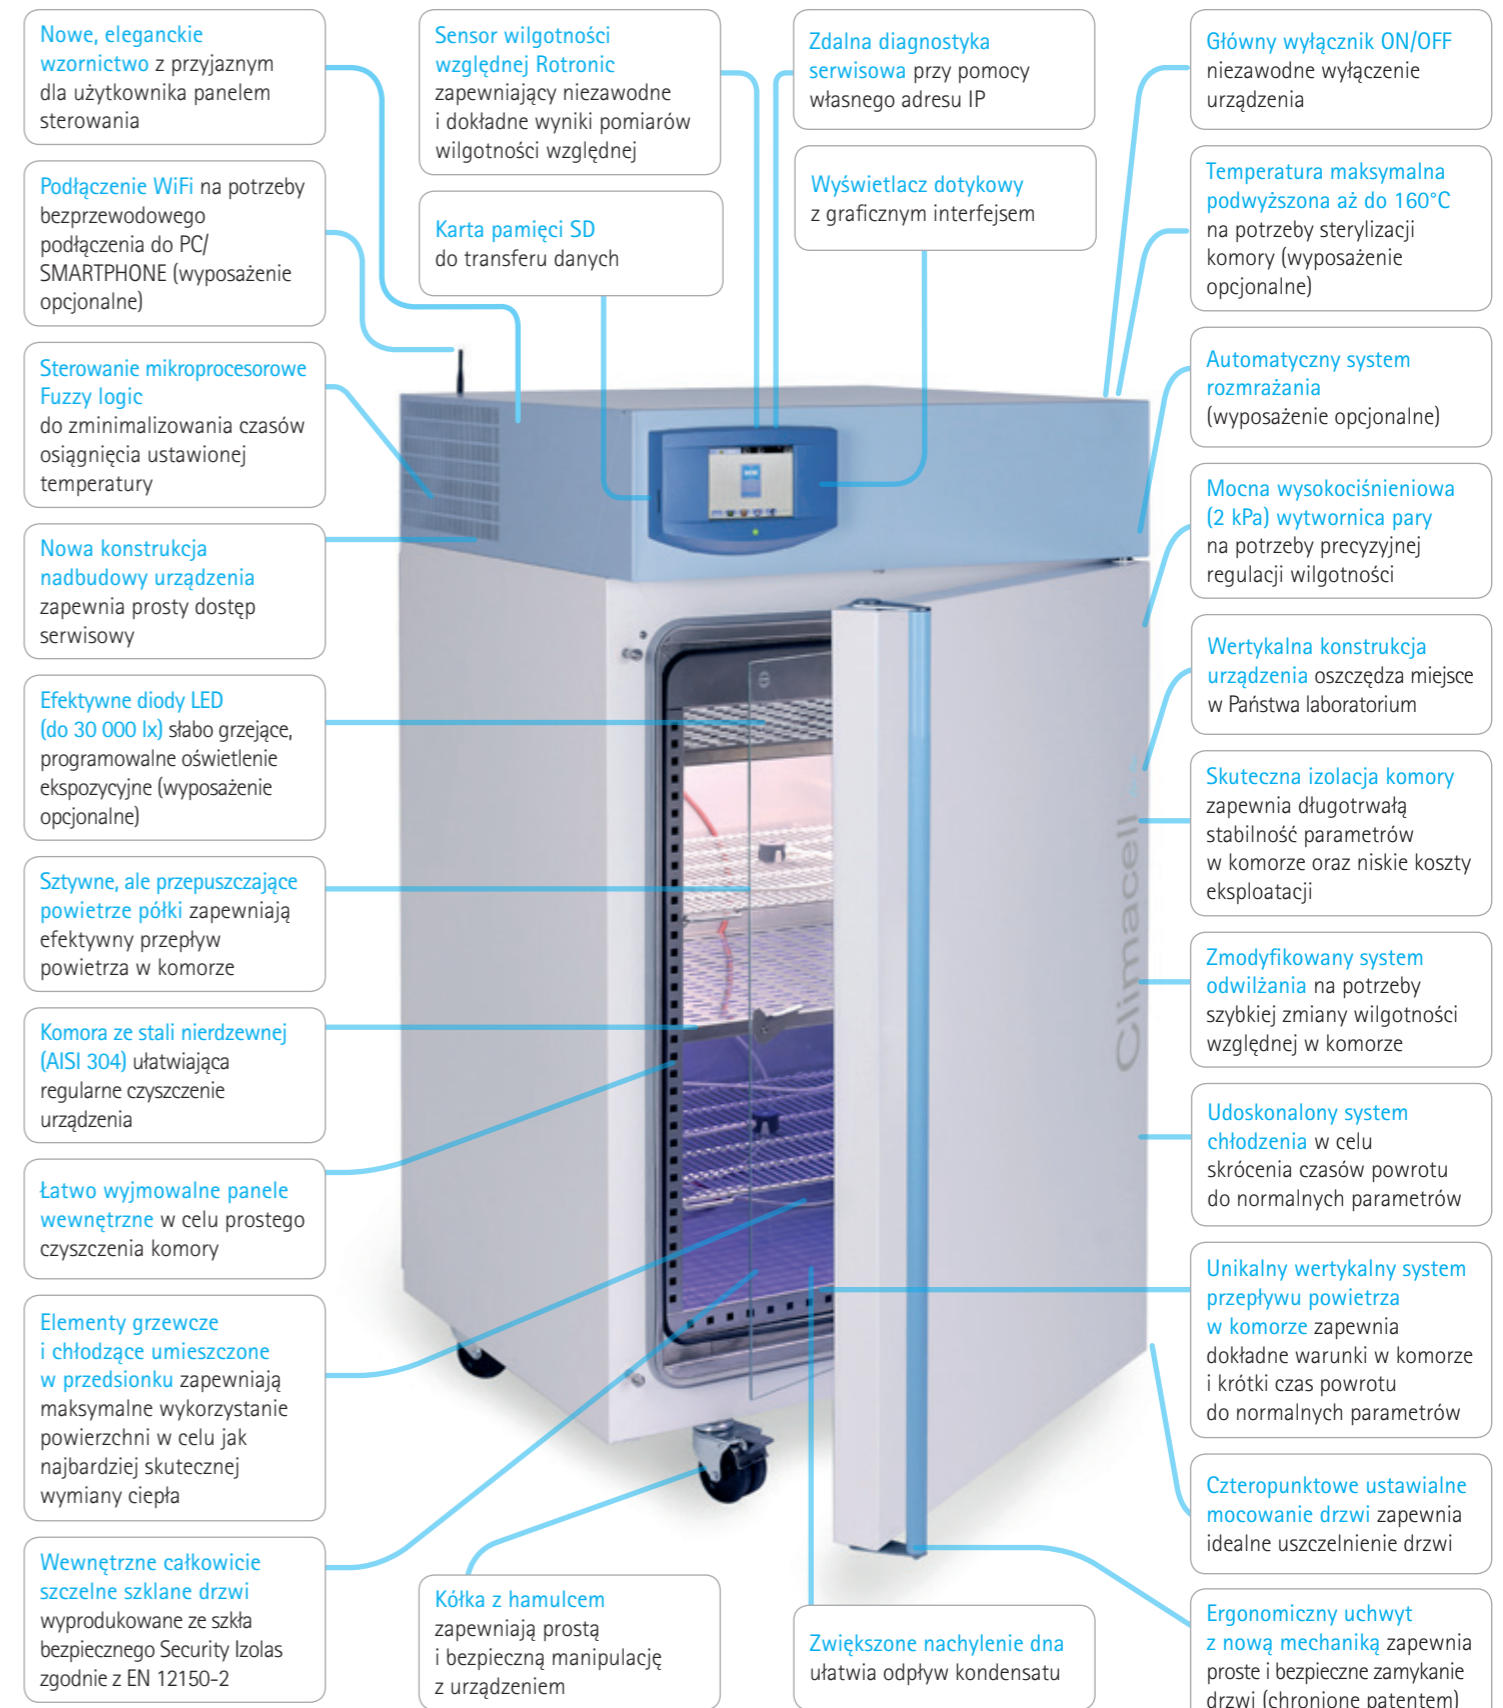 Nowe, eleganckie
wzornictwo z przyjaznym
dla użytkownika panelem
sterowania
Podłączenie WiFi na potrzeby
bezprzewodowego
podłączenia do PC/
SMARTPHONE (wyposażenie
opcjonalne)
Sterowanie mikroprocesorowe
Fuzzy logic
do zminimalizowania czasów
osiągnięcia ustawionej
temperatury
Nowa konstrukcja
nadbudowy urządzenia
zapewnia prosty dostęp
serwisowy
Efektywne diody LED
(do 30 000 lx) słabo grzejące,
programowalne oświetlenie
ekspozycyjne (wyposażenie
opcjonalne)
Sztywne, ale przepuszczające
powietrze półki zapewniają
efektywny przepływ
powietrza w komorze
Komora ze stali nierdzewnej
(AISI 304) ułatwiająca
regularne czyszczenie
urządzenia
Łatwo wyjmowalne panele
wewnętrzne w celu prostego
czyszczenia komory
Elementy grzewcze
i chłodzące umieszczone
w przedsionku zapewniają
maksymalne wykorzystanie
powierzchni w celu jak
najbardziej skutecznej
wymiany ciepła
Wewnętrzne całkowicie
szczelne szklane drzwi
wyprodukowane ze szkła
bezpiecznego Security Izolas
zgodnie z EN 12150-2
Sensor wilgotności
względnej Rotronic
zapewniający niezawodne
i dokładne wyniki pomiarów
wilgotności względnej
Karta pamięci SD
do transferu danych
Zdalna diagnostyka
serwisowa przy pomocy
własnego adresu IP
Wyświetlacz dotykowy
z graficznym interfejsem
Climacell
Kółka z hamulcem
zapewniają prostą
i bezpieczną manipulację
z urządzeniem
Zwiększone nachylenie dna
ułatwia odpływ kondensatu
Główny wyłącznik ON/OFF
niezawodne wyłączenie
urządzenia
Temperatura maksymalna
podwyższona aż do 160°C
na potrzeby sterylizacji
komory (wyposażenie
opcjonalne)
Automatyczny system
rozmrażania
(wyposażenie opcjonalne)
Mocna wysokociśnieniowa
(2 kPa) wytwornica pary
na potrzeby precyzyjnej
regulacji wilgotności
Wertykalna konstrukcja
urządzenia oszczędza miejsce
w Państwa laboratorium
Skuteczna izolacja komory
zapewnia długotrwałą
stabilność parametrów
w komorze oraz niskie koszty
eksploatacji
Zmodyfikowany system
odwilżania na potrzeby
szybkiej zmiany wilgotności
względnej w komorze
Udoskonalony system
chłodzenia w celu
skrócenia czasów powrotu
do normalnych parametrów
Unikalny wertykalny system
przepływu powietrza
w komorze zapewnia
dokładne warunki w komorze
i krótki czas powrotu
do normalnych parametrów
Czteropunktowe ustawialne
mocowanie drzwi zapewnia
idealne uszczelnienie drzwi
Ergonomiczny uchwyt
z nową mechaniką zapewnia
proste i bezpieczne zamykanie
drzwi (chronione patentem)